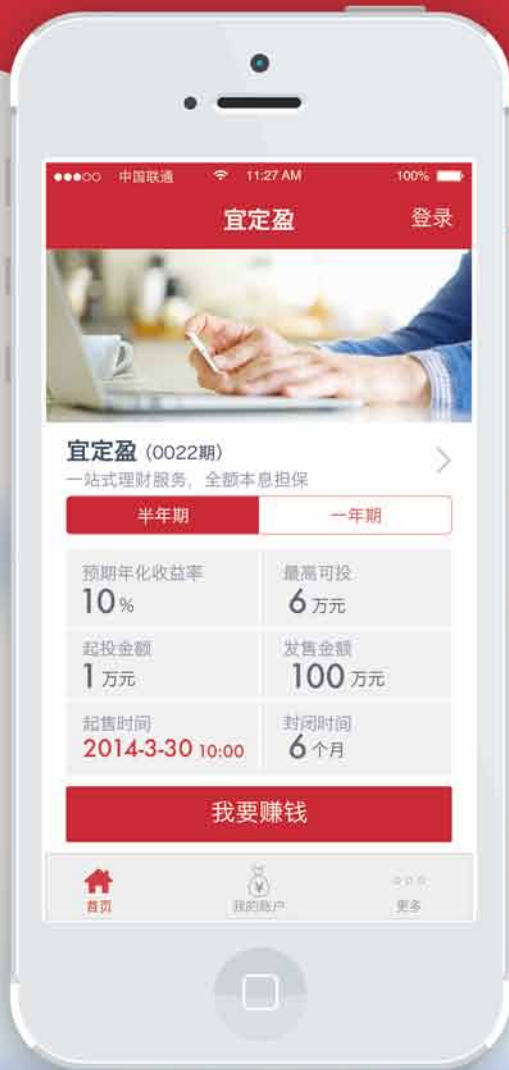 中国联通 11:27 AM 100%
宜定盈 登录
宜定盈 (0022期)
一站式理财服务，全额本息担保
半年期 一年期
预期年化收益率 最高可投
10% 6万元
起投金额 发售金额
1万元 100万元
起售时间 封闭时间
2014-3-30 10:00 6个月
我要赚钱
首页 我的账户 更多